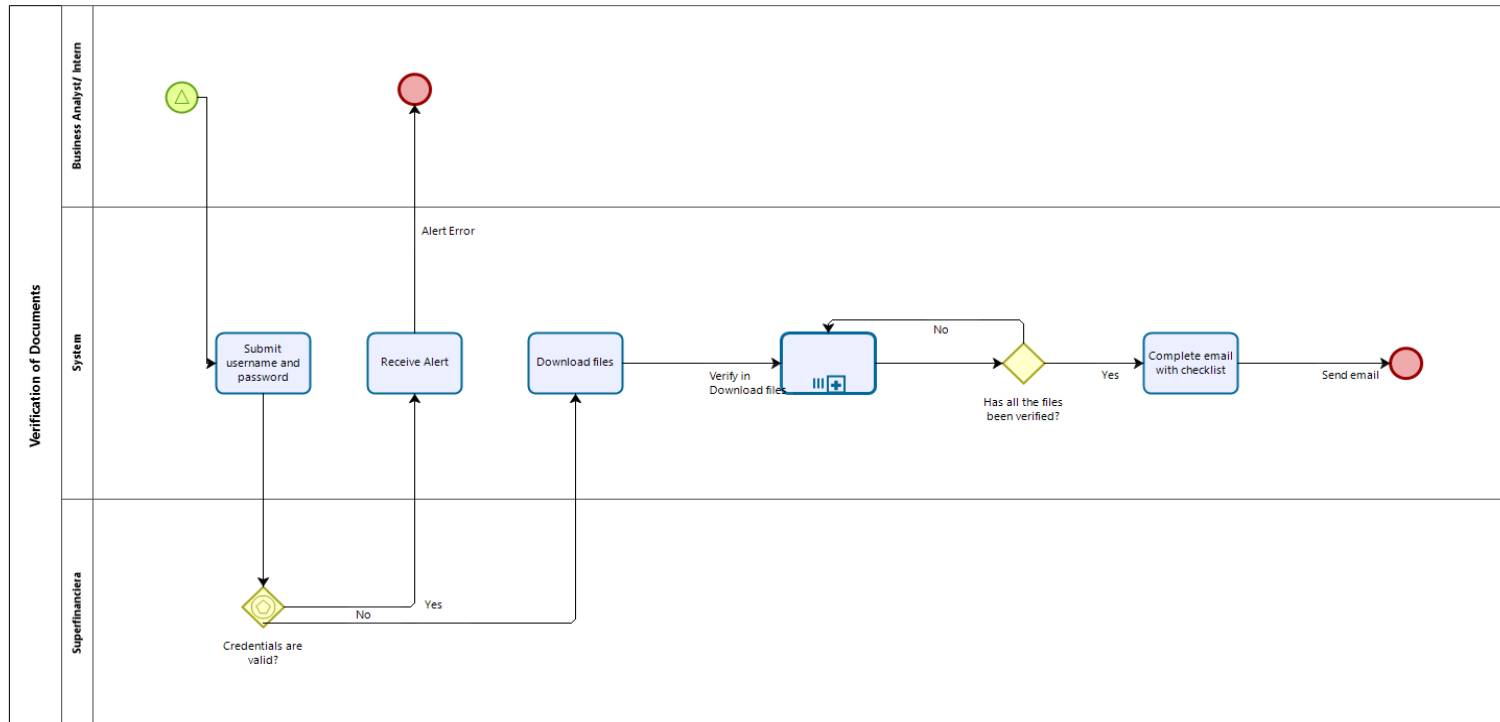 Verification of Documents
Business Analyst/ Intern
System
Superfinanciera
Alert Error
Submit
username and
password
Receive Alert
Download files
Verify in
Download files
No
Has all the files
been verified?
Yes
Complete email
with checklist
Send email
No
Yes
Credentials are
valid?